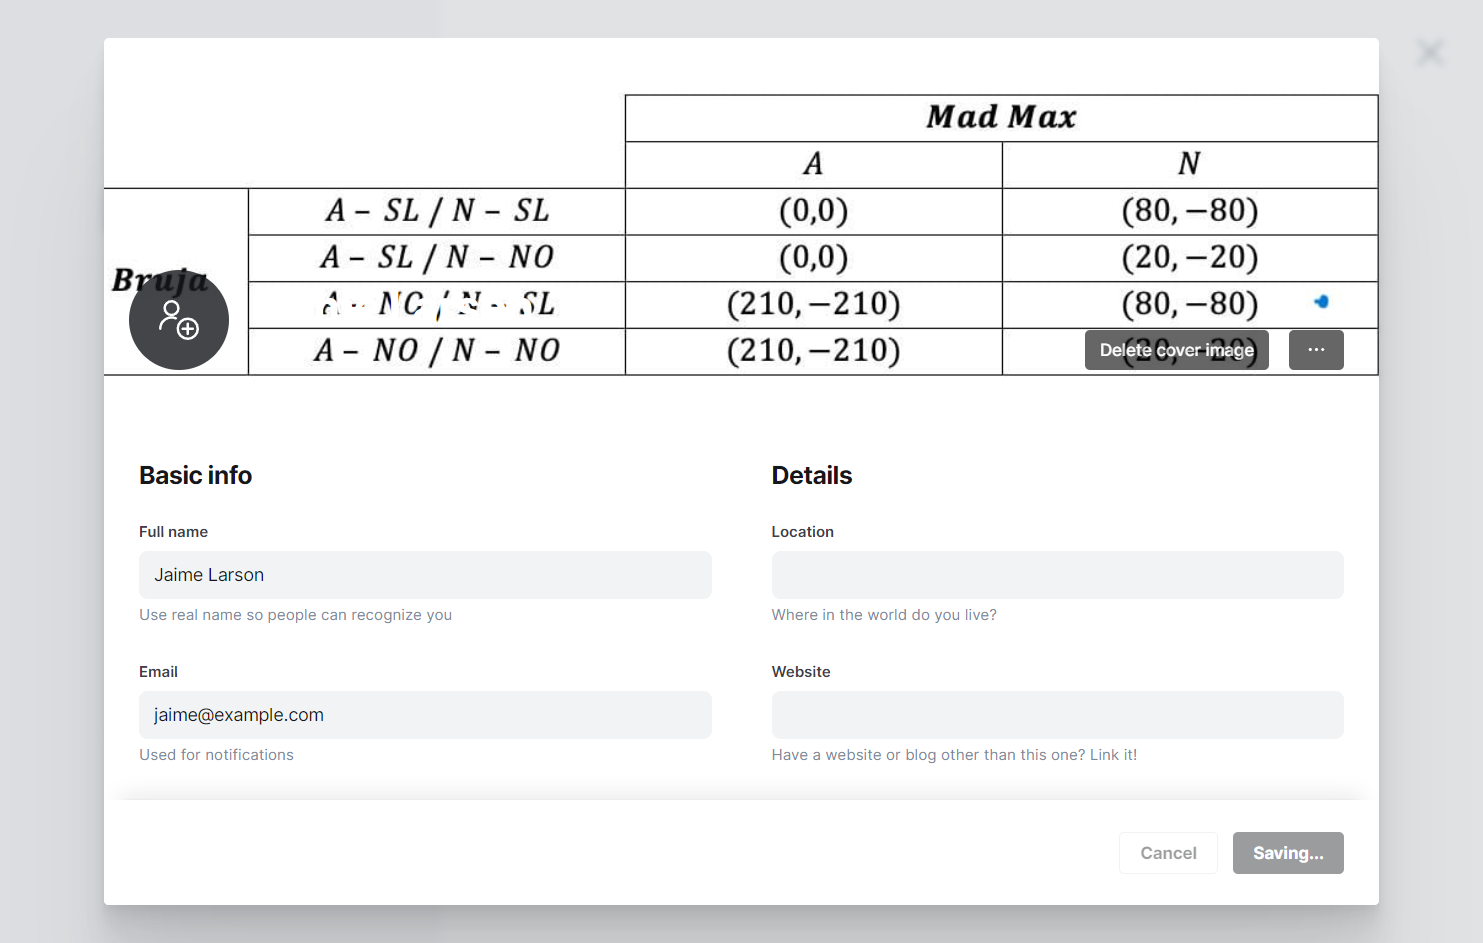 Mad Max
A N
A – SL / N – SL (0,0) (80, −80)
A – SL / N – NO (0,0) (20, −20)
Bruja
A – NO / N – SL (210, −210) (80, −80)
A – NO / N – NO (210, −210) (20, −20)
Delete cover image ...
Basic info
Details
Full name
Location
Jaime Larson
Use real name so people can recognize you
Where in the world do you live?
Email
Website
jaime@example.com
Used for notifications
Have a website or blog other than this one? Link it!
Cancel Saving...